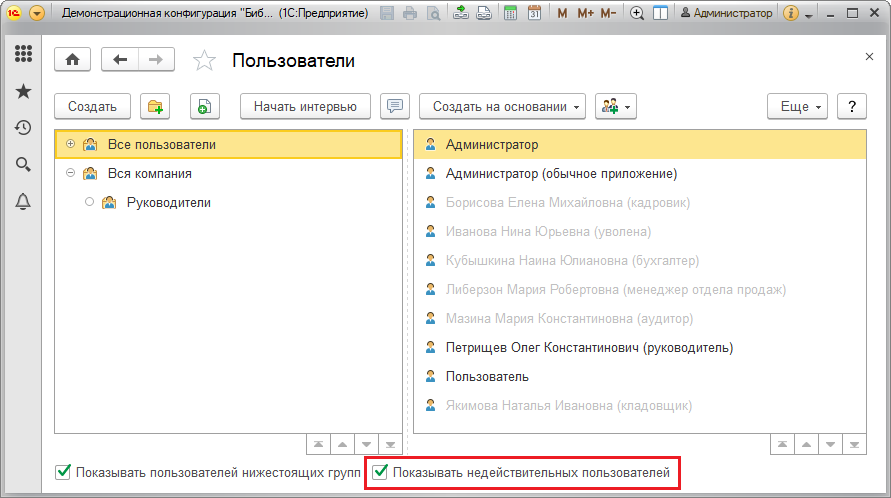 Демонстрационная конфигурация "Биб... (1С:Предприятие)
M M+ M- Администратор
Пользователи
Создать Начать интервью Создать на основании Еще ?
Все пользователи
Вся компания
Руководители
Администратор
Администратор (обычное приложение)
Борисова Елена Михайловна (кадровик)
Иванова Нина Юрьевна (уволена)
Кубышкина Наина Юлиановна (бухгалтер)
Либерзон Мария Робертовна (менеджер отдела продаж)
Мазина Мария Константиновна (аудитор)
Петрищев Олег Константинович (руководитель)
Пользователь
Якимова Наталья Ивановна (кладовщик)
Показывать пользователей нижестоящих групп Показывать недействительных пользователей